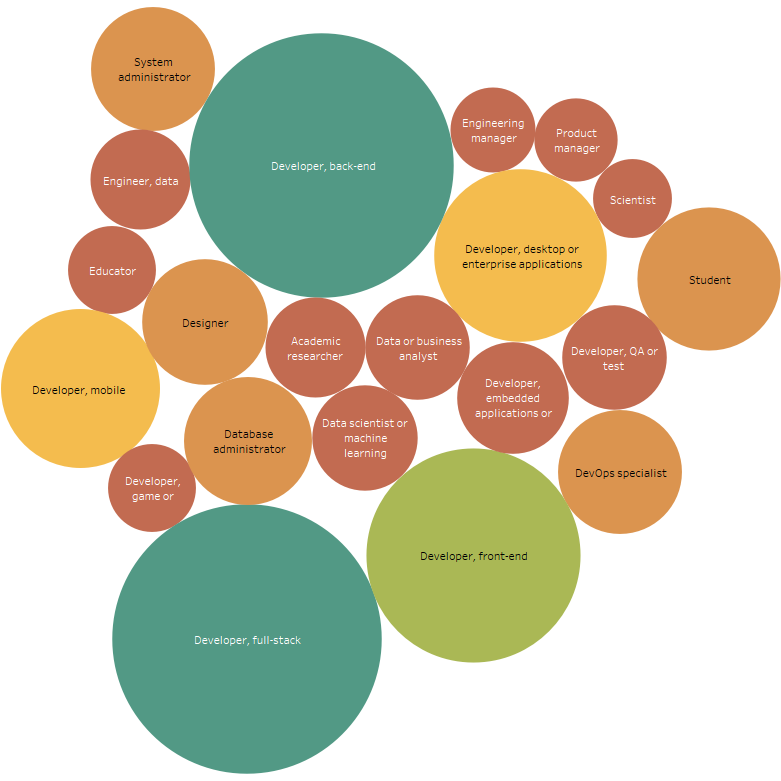 System
administrator
Engineering
manager
Product
manager
Developer, back-end
Engineer, data
Scientist
Developer, desktop or
enterprise applications
Educator
Student
Designer
Academic
researcher
Data or business
analyst
Developer, QA or
test
Developer, mobile
Developer,
embedded
applications or
Data scientist or
machine
learning
Database
administrator
DevOps specialist
Developer,
game or
Developer, front-end
Developer, full-stack